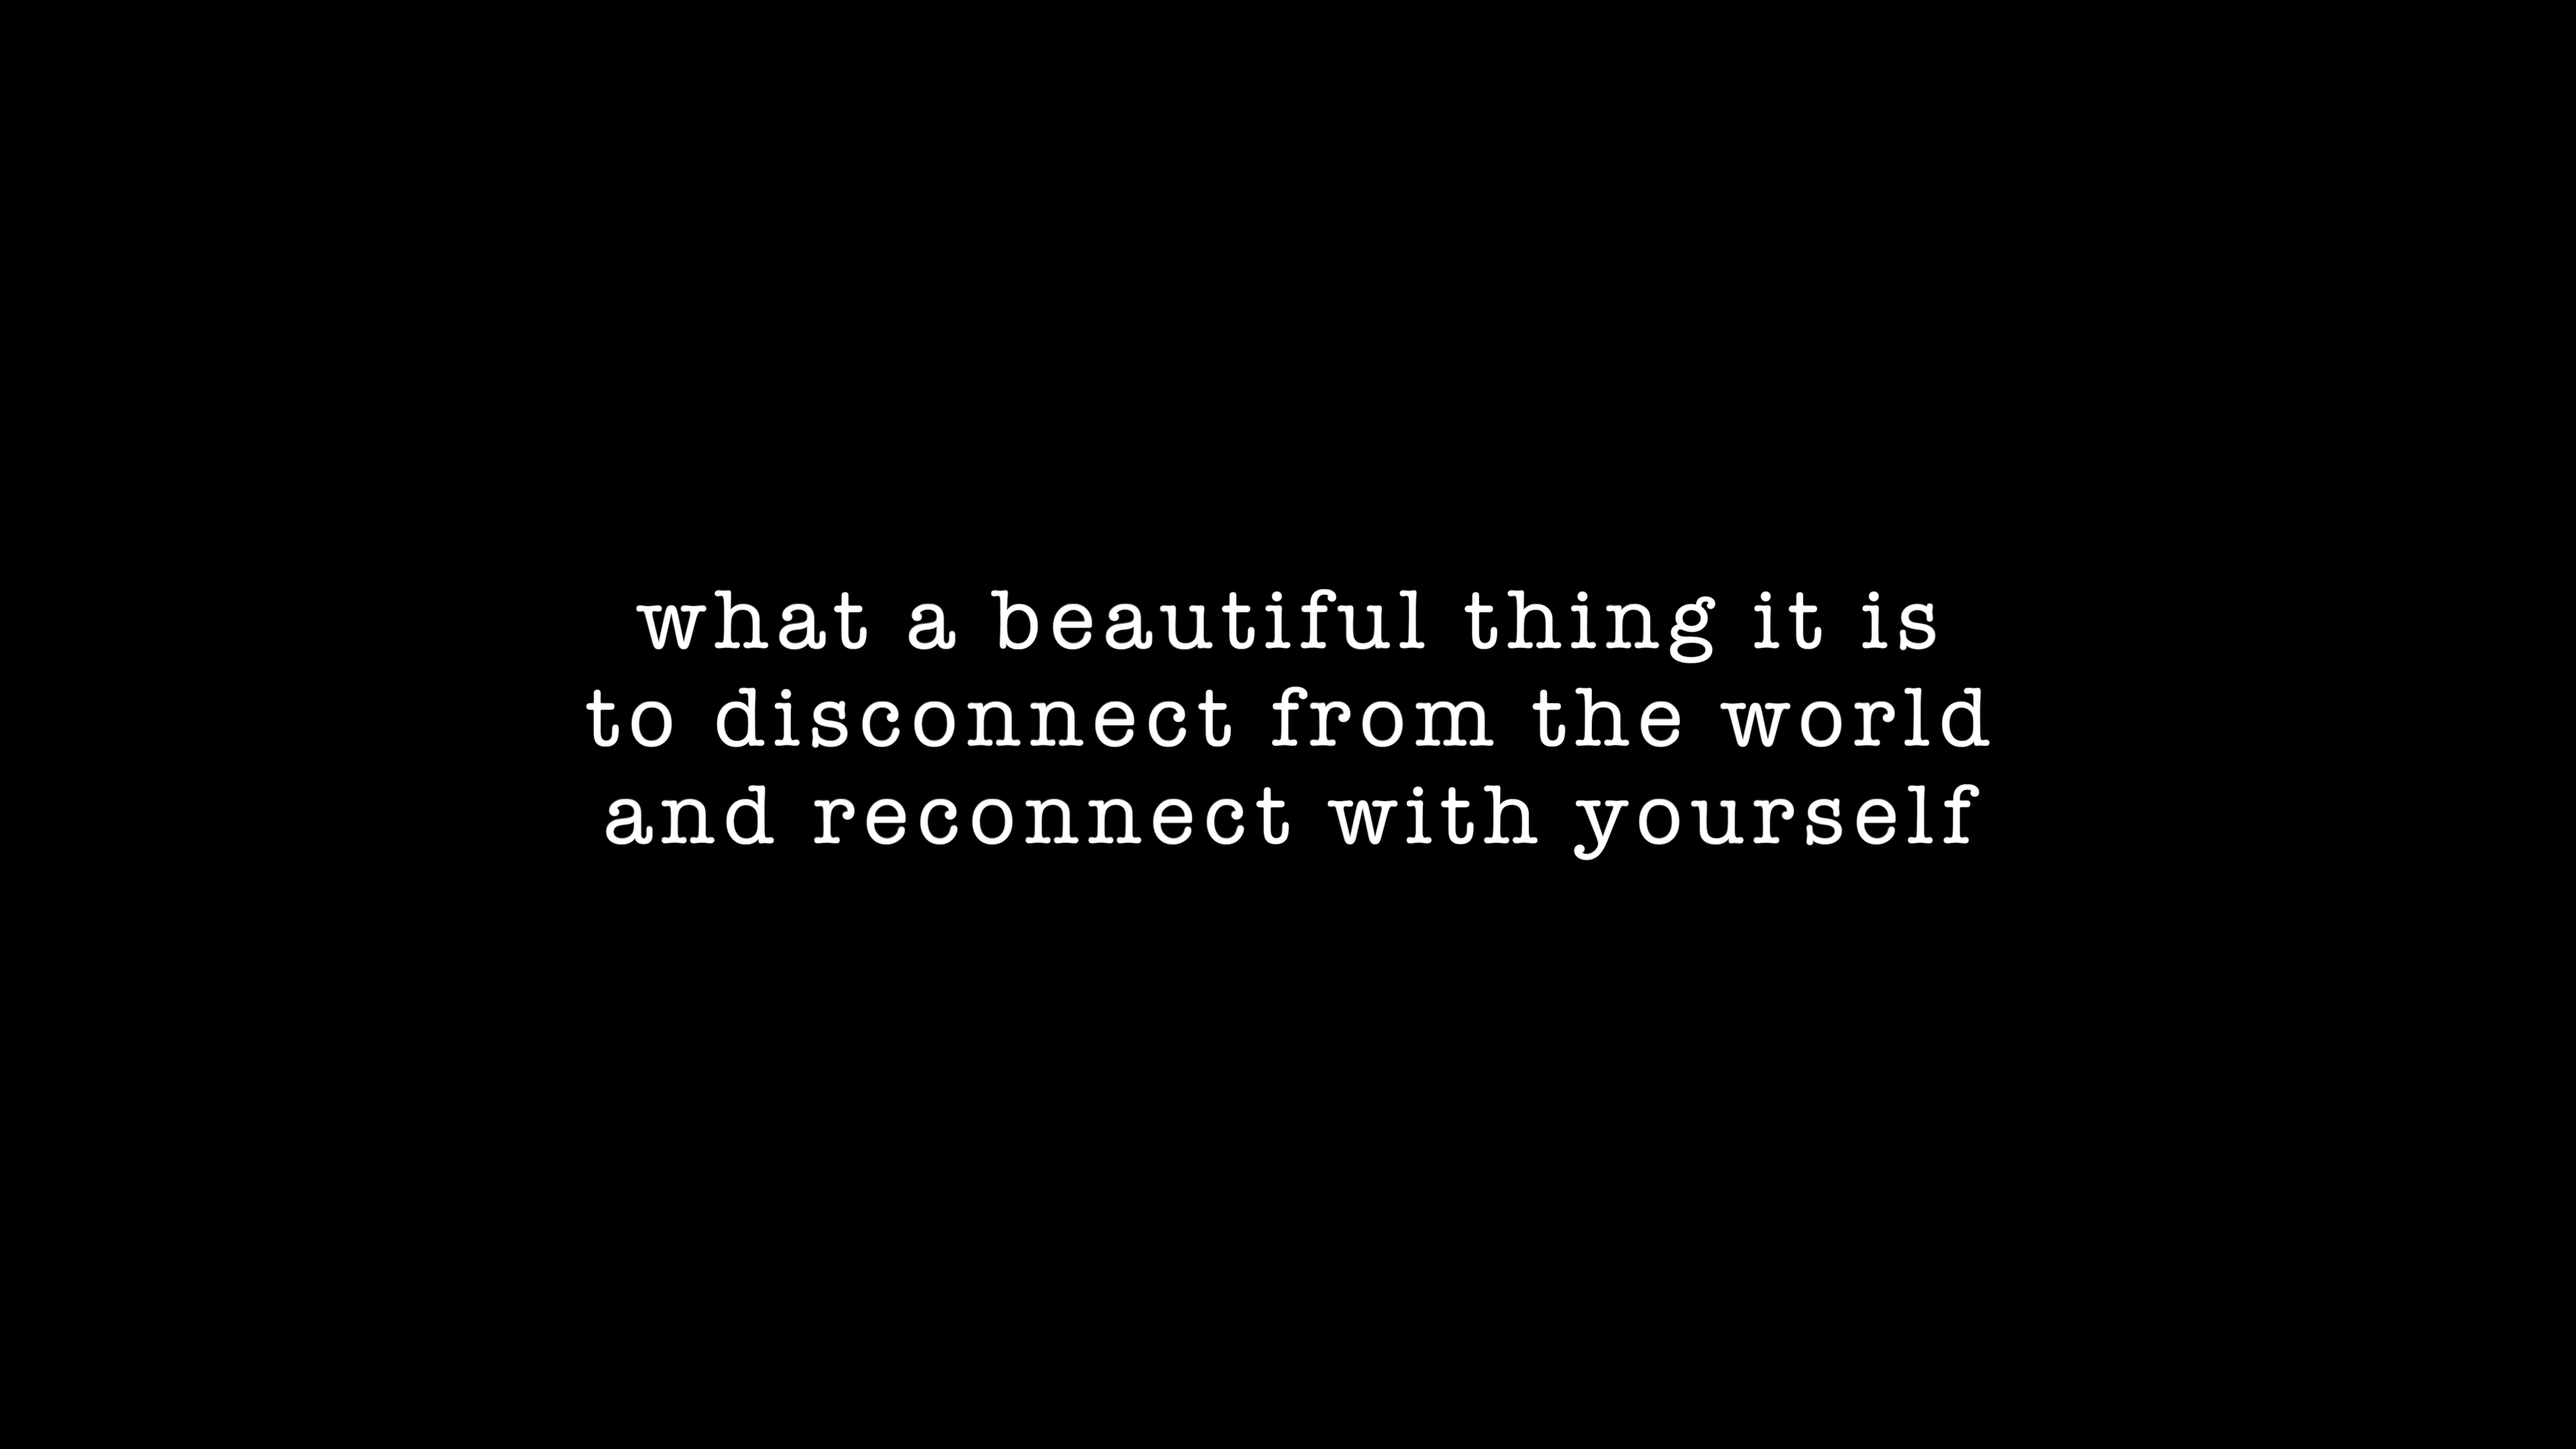 what a beautiful thing it is
to disconnect from the world
and reconnect with yourself